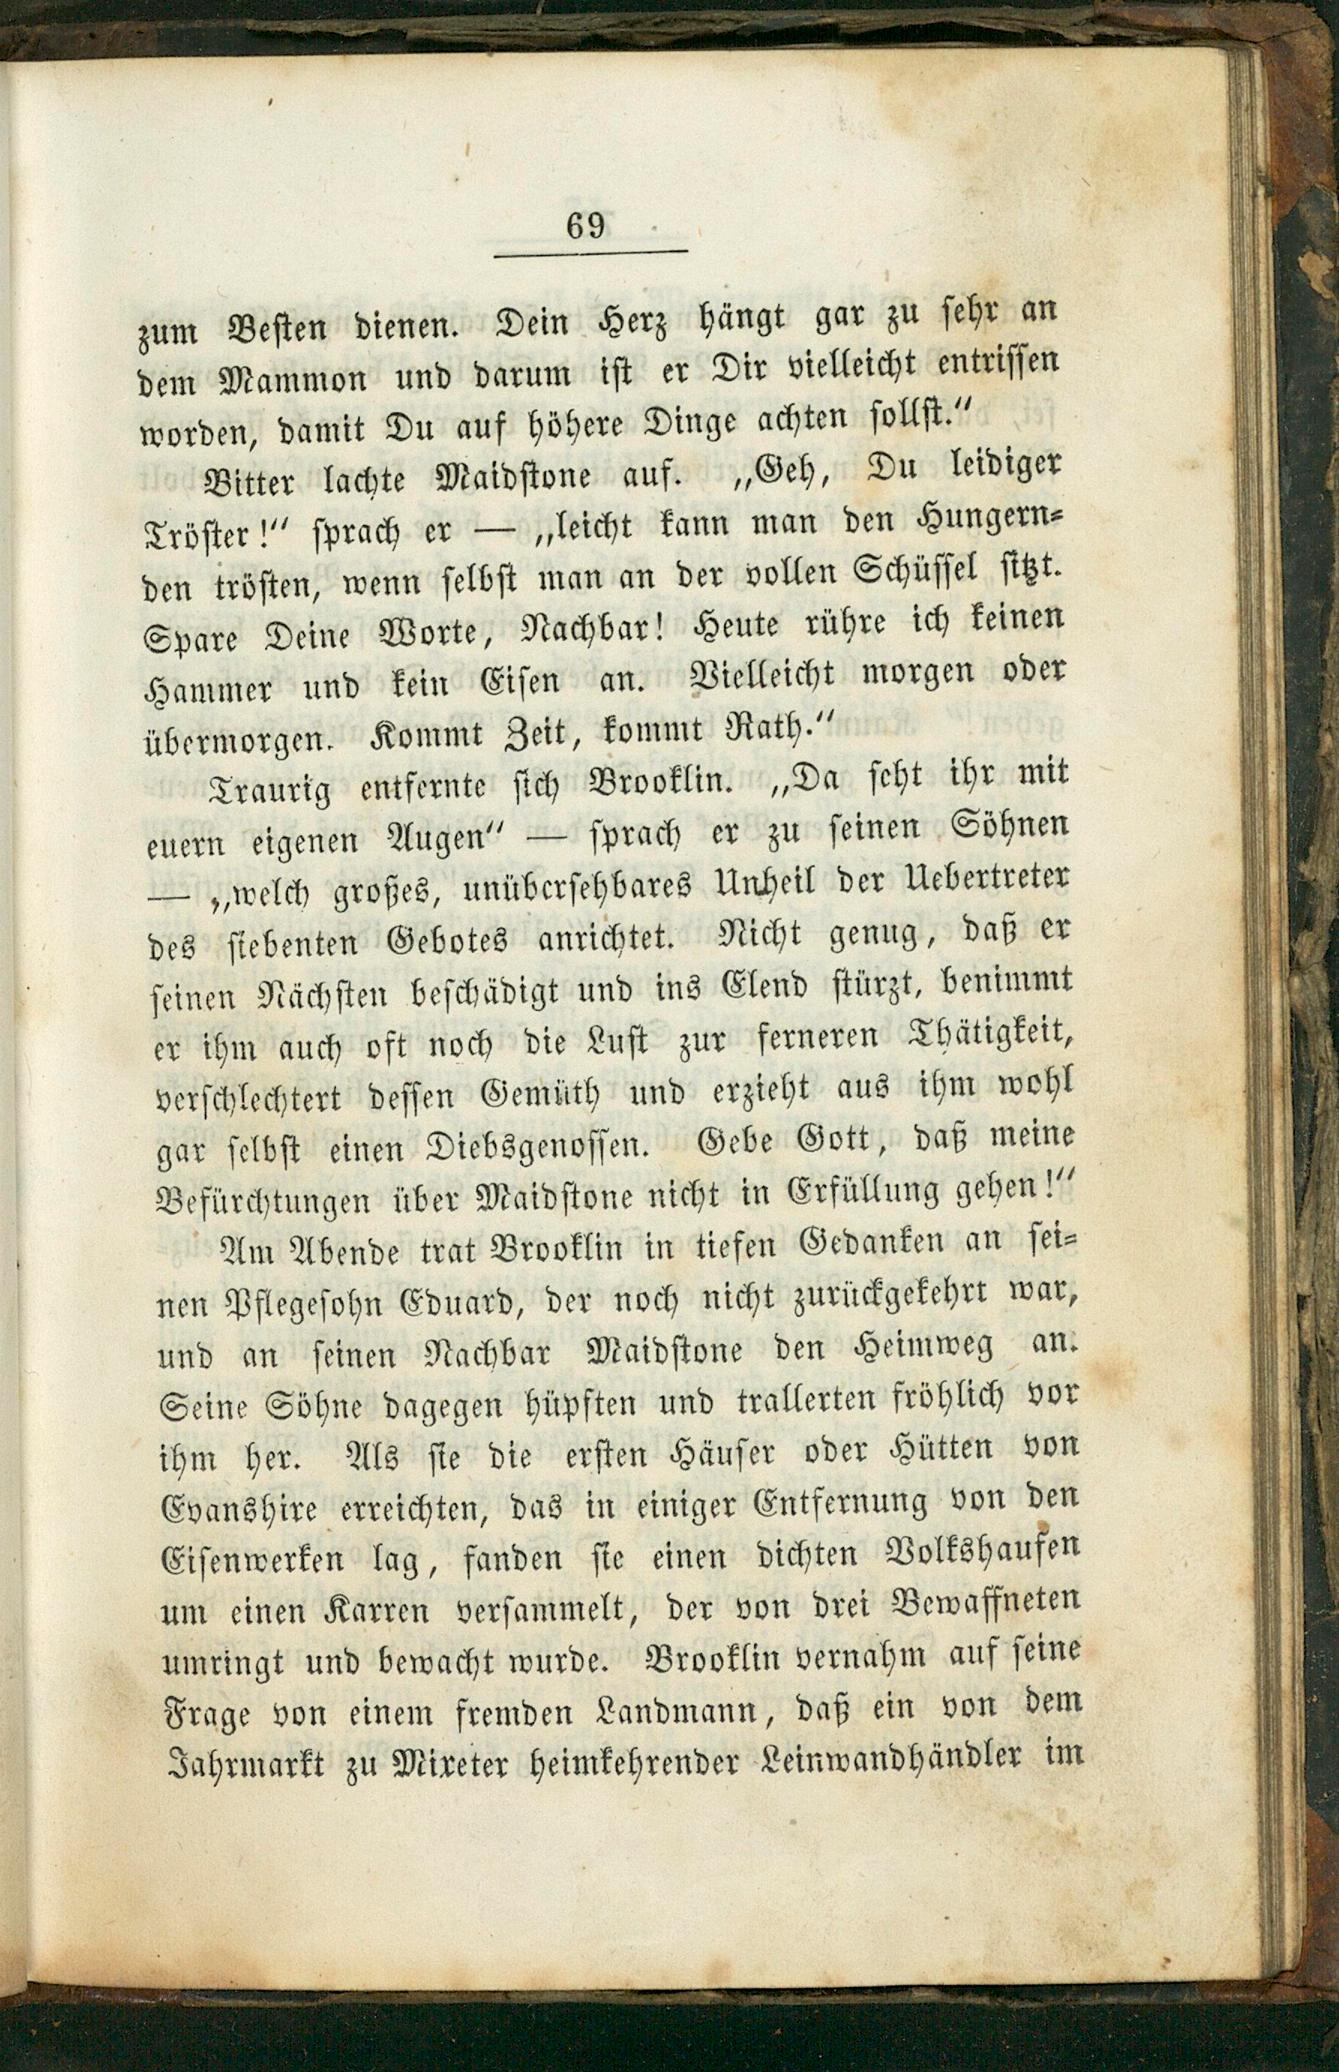 69
zum Besten dienen. Dein Herz hängt gar zu sehr an
dem Mammon und darum ist er Dir vielleicht entrissen
worden, damit Du auf höhere Dinge achten sollst.“
Bitter lachte Maidstone auf. „Geh, Du leidiger
Tröster!“ sprach er — „leicht kann man den Hungern-
den trösten, wenn selbst man an der vollen Schüssel sitzt.
Spare Deine Worte, Nachbar! Heute rühre ich keinen
Hammer und kein Eisen an. Vielleicht morgen oder
übermorgen. Kommt Zeit, kommt Rath.“
Traurig entfernte sich Brooklin. „Da seht ihr mit
euern eigenen Augen“ — sprach er zu seinen Söhnen
— „welch großes, unübersehbares Unheil der Uebertreter
des siebenten Gebotes anrichtet. Nicht genug, daß er
seinen Nächsten beschädigt und ins Elend stürzt, benimmt
er ihm auch oft noch die Lust zur ferneren Thätigkeit,
verschlechtert dessen Gemüth und erzieht aus ihm wohl
gar selbst einen Diebsgenossen. Gebe Gott, daß meine
Befürchtungen über Maidstone nicht in Erfüllung gehen!“
Am Abende trat Brooklin in tiefen Gedanken an sei-
nen Pflegesohn Eduard, der noch nicht zurückgekehrt war,
und an seinen Nachbar Maidstone den Heimweg an.
Seine Söhne dagegen hüpften und trallerten fröhlich vor
ihm her. Als sie die ersten Häuser oder Hütten von
Evanshire erreichten, das in einiger Entfernung von den
Eisenwerken lag, fanden sie einen dichten Volkshaufen
um einen Karren versammelt, der von drei Bewaffneten
umringt und bewacht wurde. Brooklin vernahm auf seine
Frage von einem fremden Landmann, daß ein von dem
Jahrmarkt zu Mixeter heimkehrender Leinwandhändler im